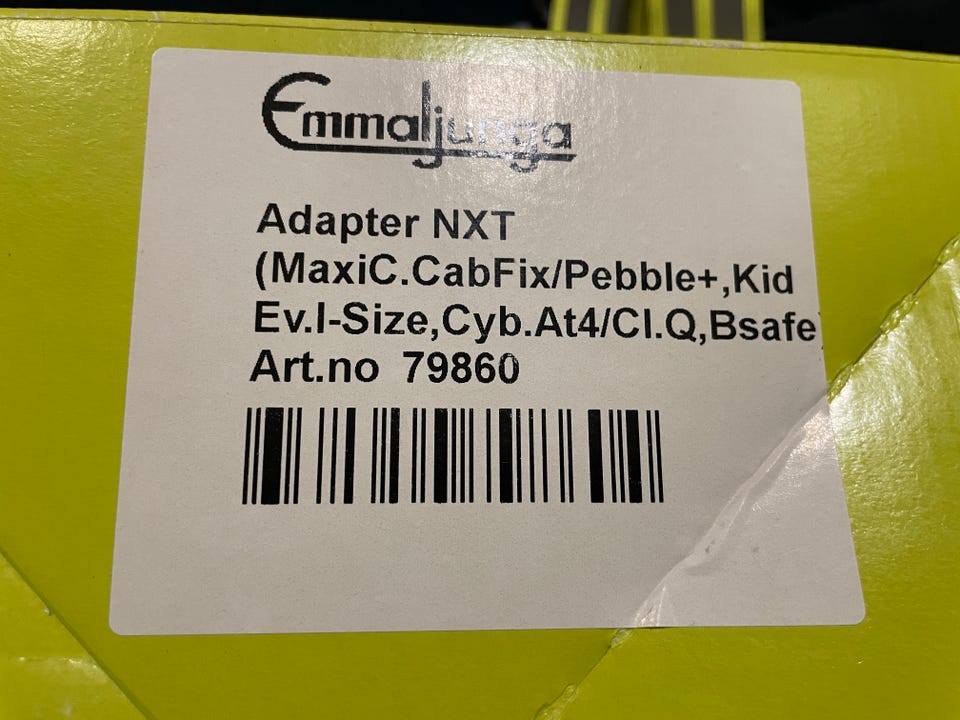 Emmaljunga
Adapter NXT
(MaxiC.CabFix/Pebble+,Kid
Ev.I-Size,Cyb.At4/Cl.Q,Bsafe)
Art.no 79860